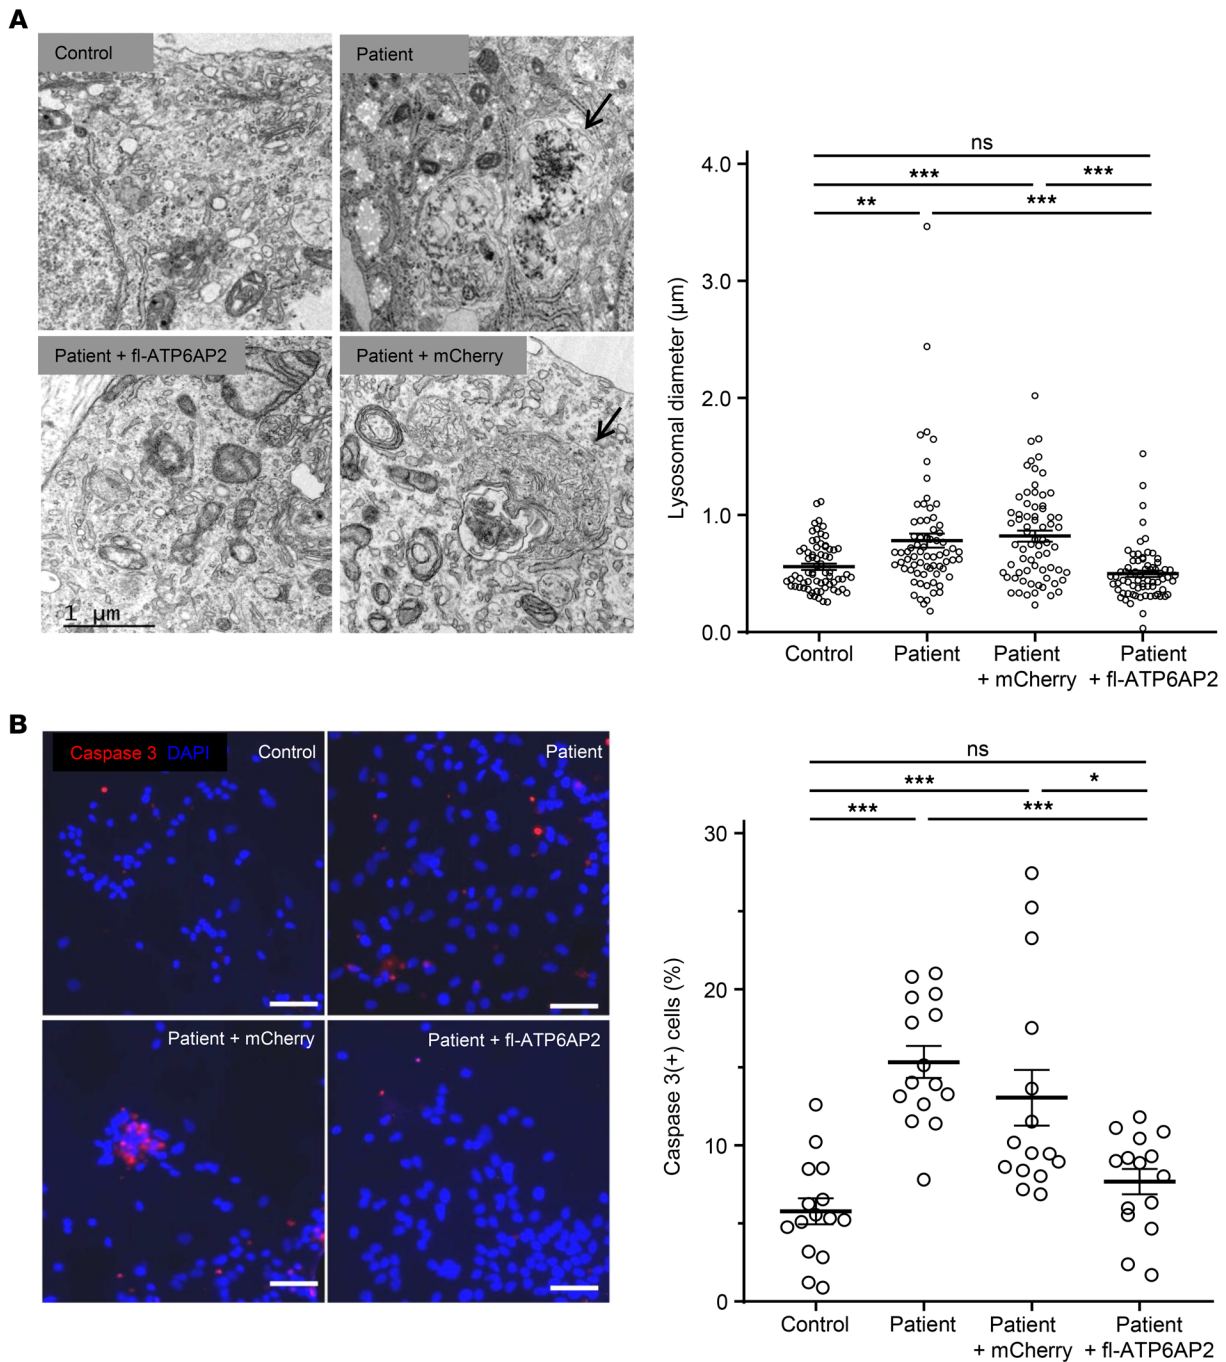 A
Control
Patient
Patient + fl-ATP6AP2
Patient + mCherry
1 μm
Lysosomal diameter (μm)
4.0
3.0
2.0
1.0
0.0
ns
*** ***
** ***
Control Patient Patient + mCherry Patient + fl-ATP6AP2
B
Caspase 3 DAPI Control
Patient
Patient + mCherry
Patient + fl-ATP6AP2
Caspase 3(+) cells (%)
30
20
10
0
ns
*** *
*** ***
Control Patient Patient + mCherry Patient + fl-ATP6AP2